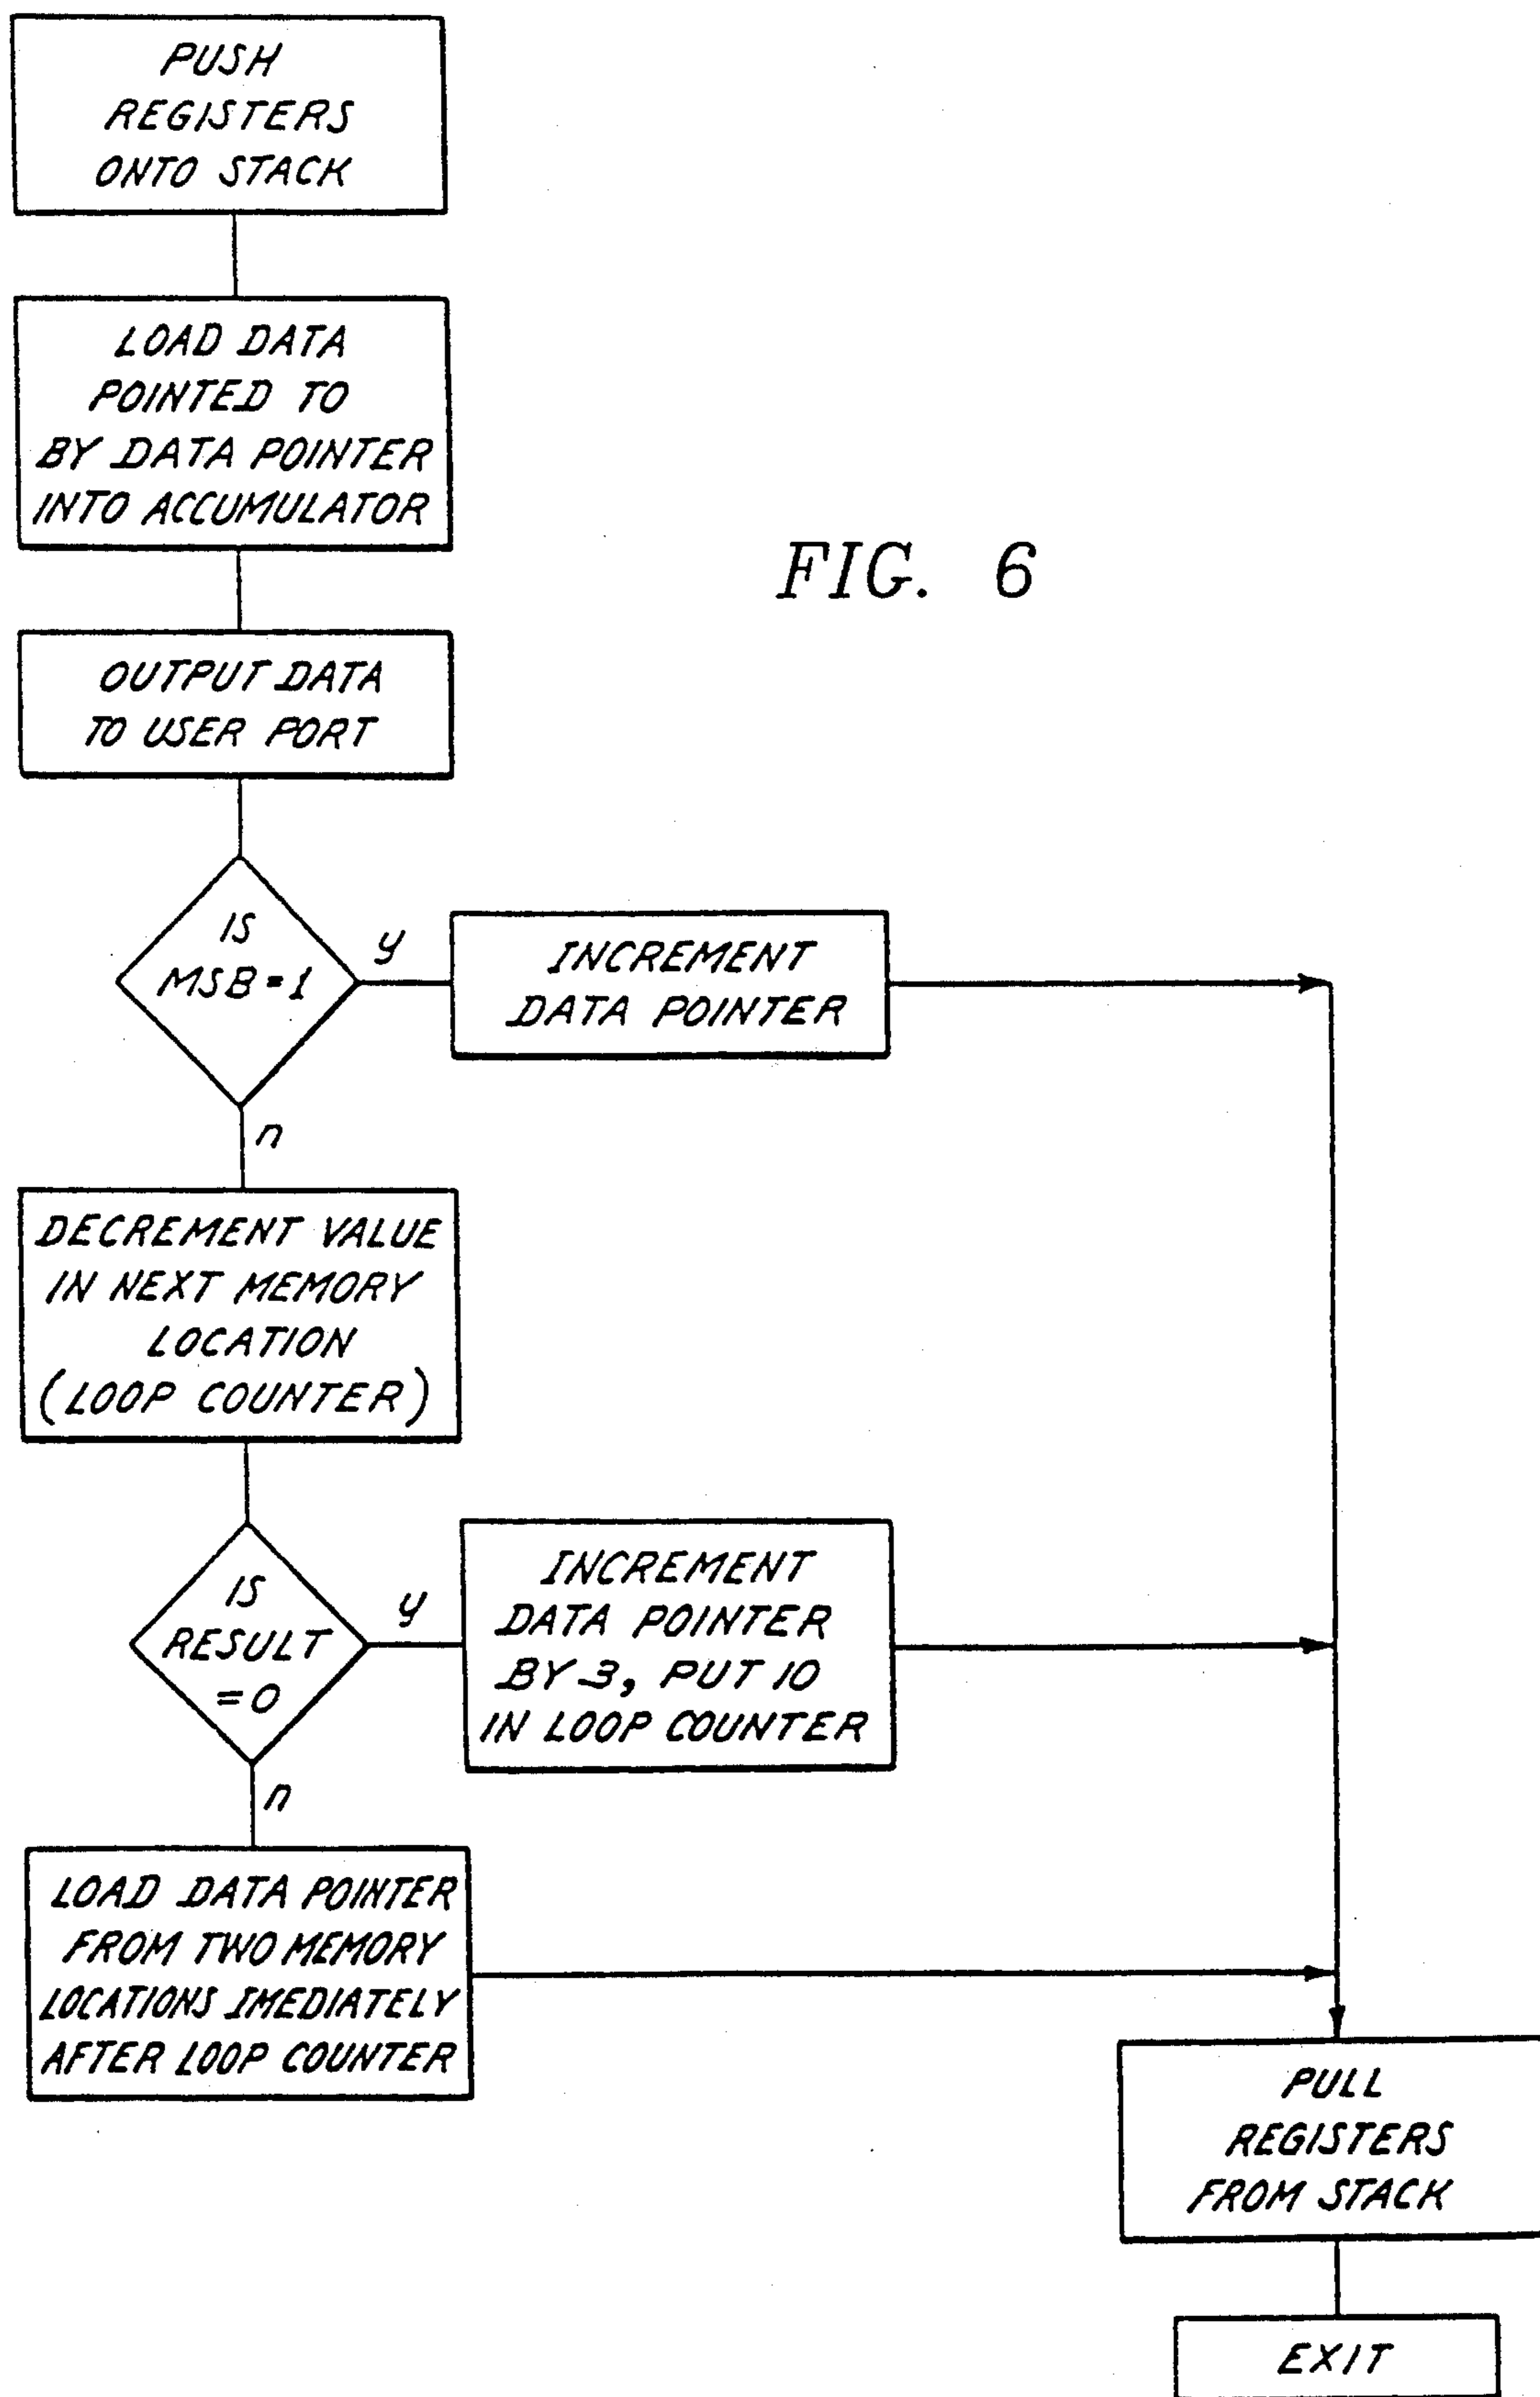 PUSH
REGISTERS
ONTO STACK
LOAD DATA
POINTED TO
BY DATA POINTER
INTO ACCUMULATOR
FIG. 6
OUTPUT DATA
TO USER PORT
IS
MSB=1
y
INCREMENT
DATA POINTER
n
DECREMENT VALUE
IN NEXT MEMORY
LOCATION
(LOOP COUNTER)
IS
RESULT
=0
y
INCREMENT
DATA POINTER
BY 3, PUT 10
IN LOOP COUNTER
n
LOAD DATA POINTER
FROM TWO MEMORY
LOCATIONS IMEDIATELY
AFTER LOOP COUNTER
PULL
REGISTERS
FROM STACK
EXIT